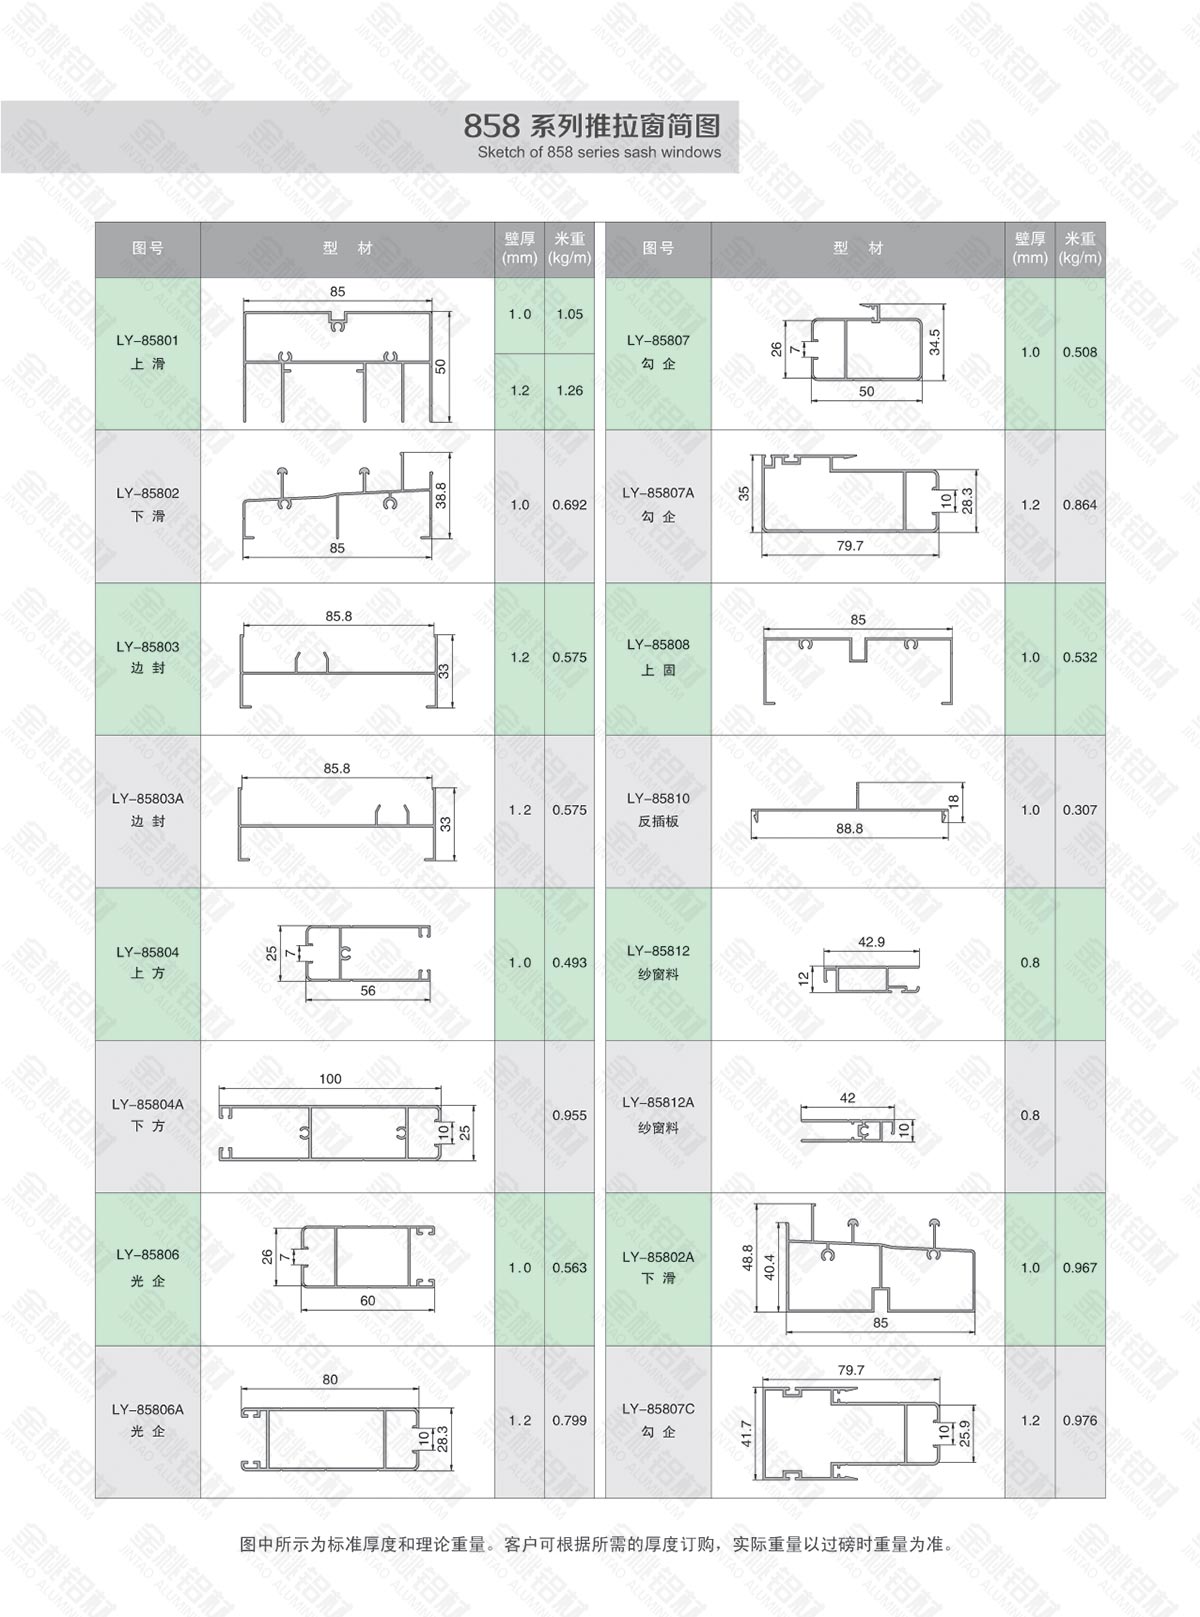 858 系列推拉窗简图
Sketch of 858 series sash windows
图号 型 材 壁厚 (mm) 米重 (kg/m) 图号 型 材 壁厚 (mm) 米重 (kg/m)
LY-85801
上 滑
85
50
1.0 1.05
1.2 1.26
LY-85807
勾 企
26
7
34.5
50
1.0 0.508
LY-85802
下 滑
38.8
85
1.0 0.692
LY-85807A
勾 企
35
10
28.3
79.7
1.2 0.864
LY-85803
边 封
85.8
33
1.2 0.575
LY-85808
上 固
85
1.0 0.532
LY-85803A
边 封
85.8
33
1.2 0.575
LY-85810
反插板
18
88.8
1.0 0.307
LY-85804
上 方
25
7
56
1.0 0.493
LY-85812
纱窗料
42.9
12
0.8
LY-85804A
下 方
100
10
25
0.955
LY-85812A
纱窗料
42
10
0.8
LY-85806
光 企
26
7
60
1.0 0.563
LY-85802A
下 滑
48.8
40.4
85
1.0 0.967
LY-85806A
光 企
80
10
28.3
1.2 0.799
LY-85807C
勾 企
79.7
41.7
10
25.9
1.2 0.976
图中所示为标准厚度和理论重量。客户可根据所需的厚度订购，实际重量以过磅时重量为准。
金桃铝材
JINTAO ALUMINIUM